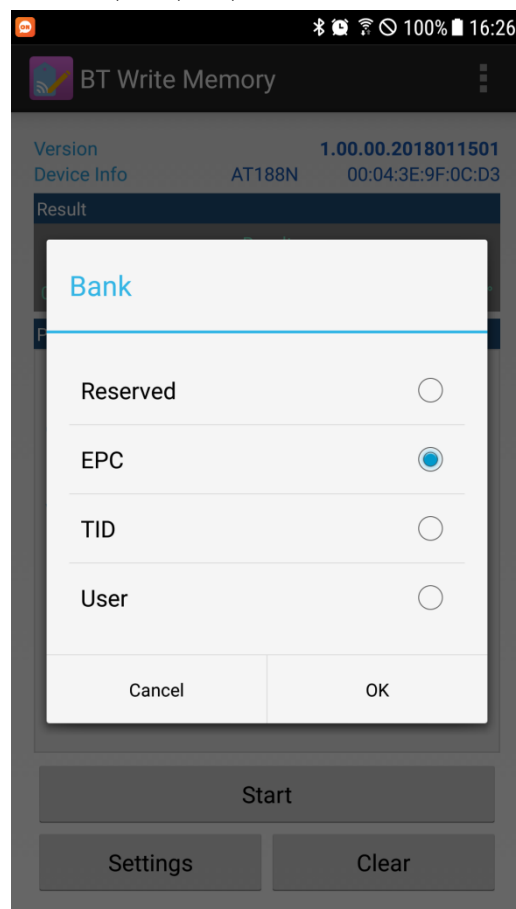 100% 16:26
BT Write Memory
Version 1.00.00.2018011501
Device Info AT188N 00:04:3E:9F:0C:D3
Result
Bank
Reserved
EPC
TID
User
Cancel OK
Start
Settings Clear